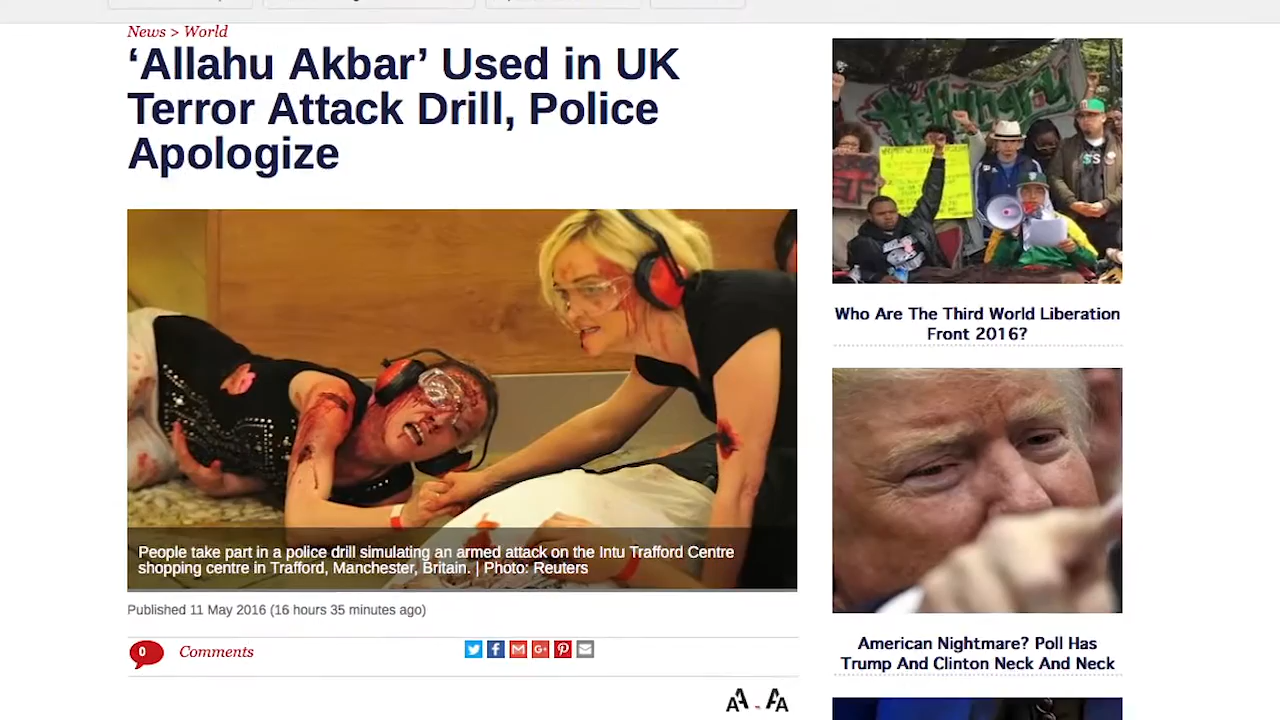 News > World
‘Allahu Akbar’ Used in UK
Terror Attack Drill, Police
Apologize
People take part in a police drill simulating an armed attack on the Intu Trafford Centre
shopping centre in Trafford, Manchester, Britain. | Photo: Reuters
Published 11 May 2016 (16 hours 35 minutes ago)
0 Comments
AA - AA
Who Are The Third World Liberation
Front 2016?
American Nightmare? Poll Has
Trump And Clinton Neck And Neck